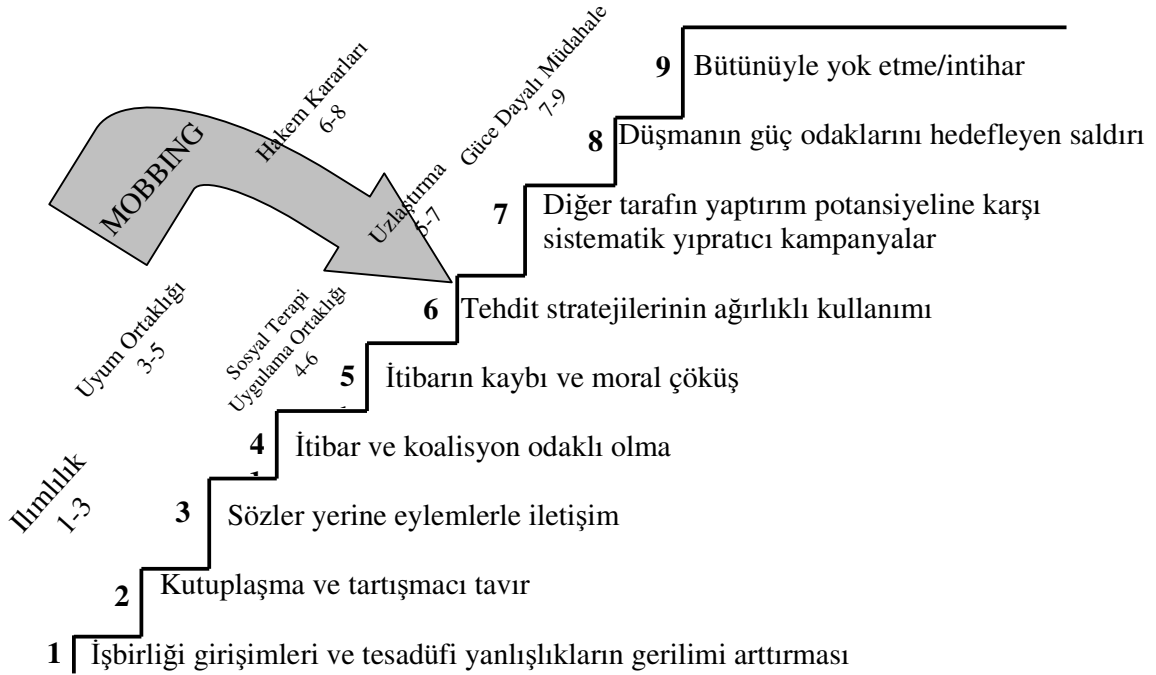 Hakem Kararları
6-8
Güce Dayalı Müdahale
7-9
MOBBING
Uzlaştırma
5-7
Uyum Ortaklığı
3-5
Sosyal Terapi
Uygulama Ortaklığı
4-6
Ilımlılık
1-3
9 Bütünüyle yok etme/intihar
8 Düşmanın güç odaklarını hedefleyen saldırı
7 Diğer tarafın yaptırım potansiyeline karşı
sistematik yıpratıcı kampanyalar
6 Tehdit stratejilerinin ağırlıklı kullanımı
5 İtibarın kaybı ve moral çöküş
4 İtibar ve koalisyon odaklı olma
3 Sözler yerine eylemlerle iletişim
2 Kutuplaşma ve tartışmacı tavır
1 İşbirliği girişimleri ve tesadüfi yanlışlıkların gerilimi arttırması